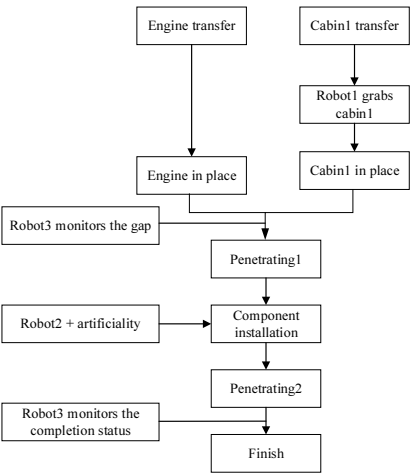 Engine transfer
Cabin1 transfer
Robot1 grabs
cabin1
Engine in place
Cabin1 in place
Robot3 monitors the gap
Penetrating1
Robot2 + artificiality
Component
installation
Penetrating2
Robot3 monitors the
completion status
Finish